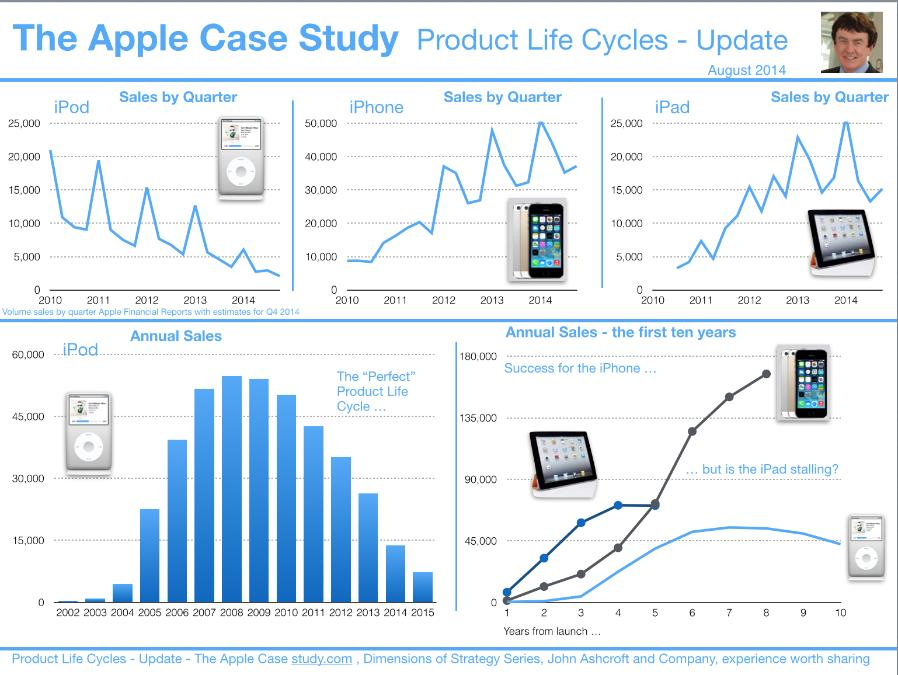 The Apple Case Study Product Life Cycles - Update
August 2014
iPod
Sales by Quarter
25,000
20,000
15,000
10,000
5,000
0
2010 2011 2012 2013 2014
iPhone
Sales by Quarter
50,000
40,000
30,000
20,000
10,000
0
2010 2011 2012 2013 2014
iPad
Sales by Quarter
25,000
20,000
15,000
10,000
5,000
0
2010 2011 2012 2013 2014
Volume sales by quarter Apple Financial Reports with estimates for Q4 2014
Annual Sales
iPod
60,000
45,000
30,000
15,000
0
The “Perfect”
Product Life
Cycle …
2002 2003 2004 2005 2006 2007 2008 2009 2010 2011 2012 2013 2014 2015
Annual Sales - the first ten years
180,000
135,000
90,000
45,000
0
Success for the iPhone …
… but is the iPad stalling?
1 2 3 4 5 6 7 8 9 10
Years from launch …
Product Life Cycles - Update - The Apple Case study.com , Dimensions of Strategy Series, John Ashcroft and Company, experience worth sharing